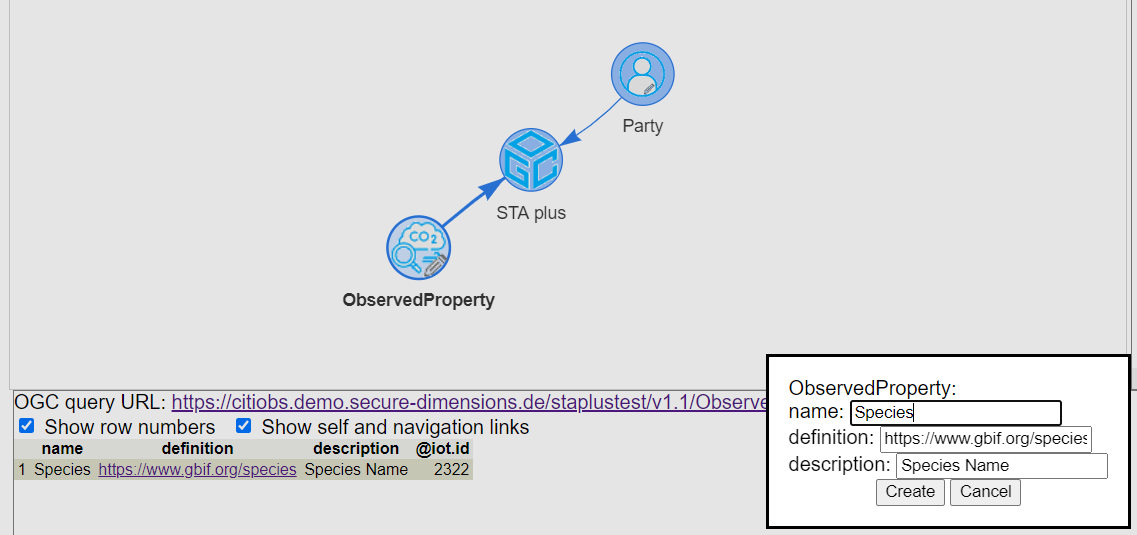 Party
OGC
STA plus
CO2
ObservedProperty
OGC query URL: https://citiobs.demo.secure-dimensions.de/staplustest/v1.1/Observe
Show row numbers Show self and navigation links
name definition description @iot.id
1 Species https://www.gbif.org/species Species Name 2322
ObservedProperty:
name: Species
definition: https://www.gbif.org/species
description: Species Name
Create Cancel